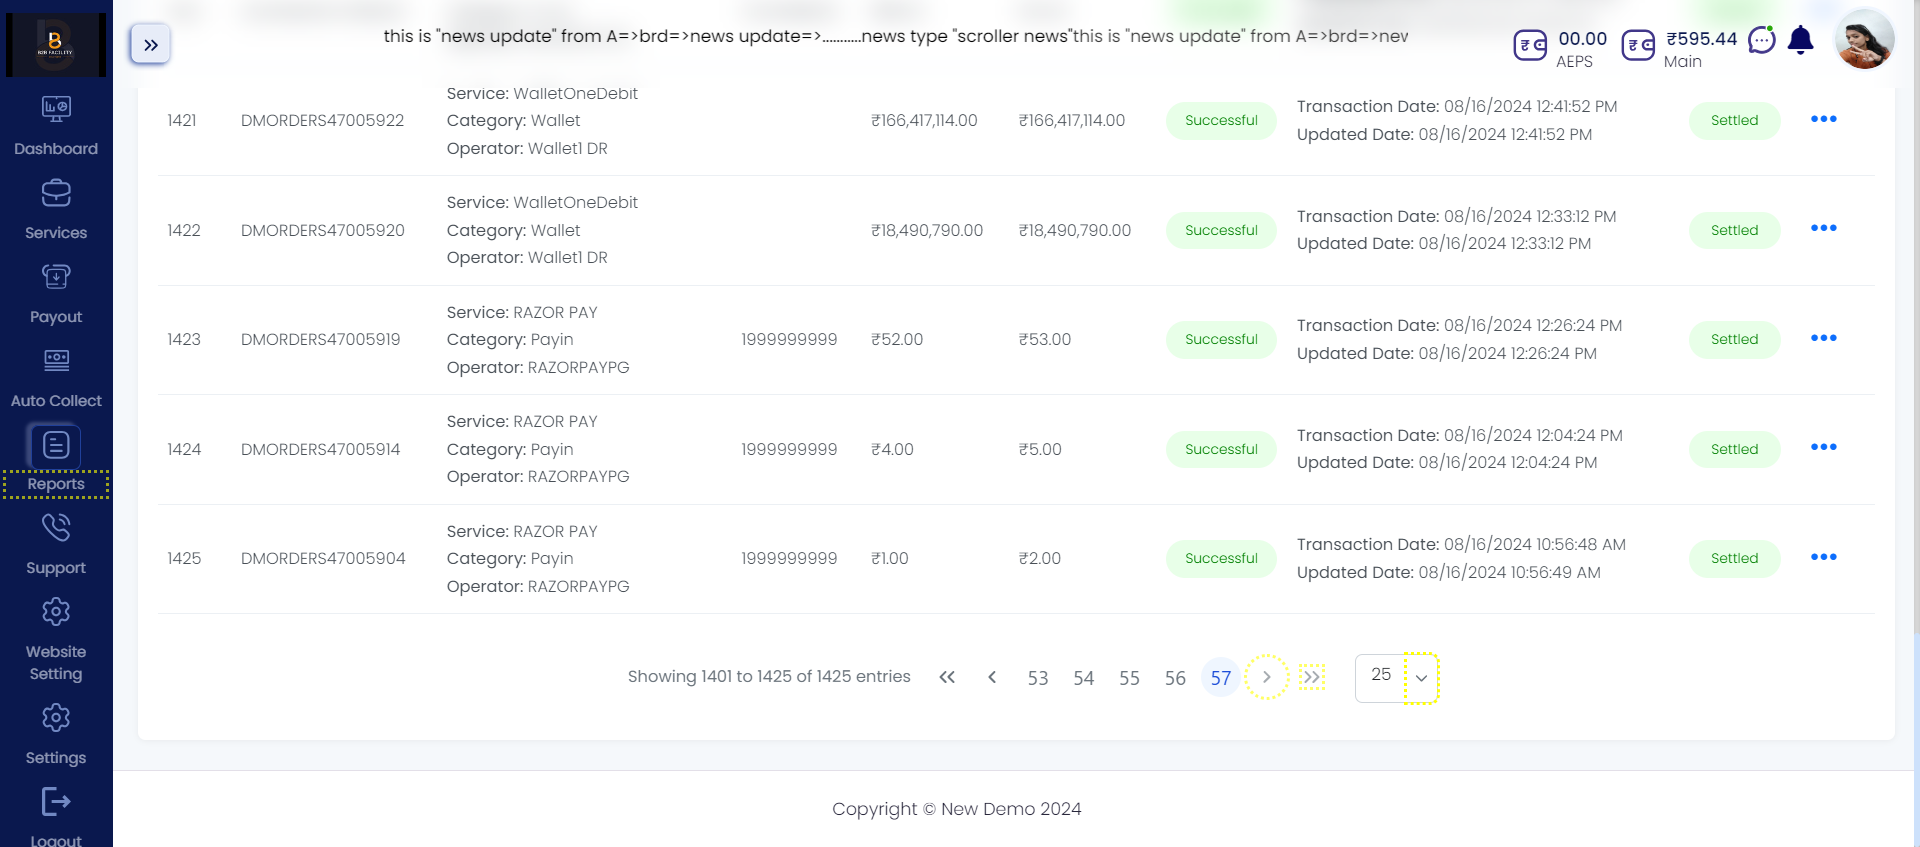 this is "news update" from A=>brd=>news update=>...........news type "scroller news"this is "news update" from A=>brd=>nev
00.00
AEPS
₹595.44
Main
B2B FACILITY
Dashboard
Services
Payout
Auto Collect
Reports
Support
Website
Setting
Settings
Logout
1421 DMORDERS47005922 Service: WalletOneDebit
Category: Wallet
Operator: Wallet1 DR
₹166,417,114.00 ₹166,417,114.00 Successful Transaction Date: 08/16/2024 12:41:52 PM
Updated Date: 08/16/2024 12:41:52 PM
Settled
1422 DMORDERS47005920 Service: WalletOneDebit
Category: Wallet
Operator: Wallet1 DR
₹18,490,790.00 ₹18,490,790.00 Successful Transaction Date: 08/16/2024 12:33:12 PM
Updated Date: 08/16/2024 12:33:12 PM
Settled
1423 DMORDERS47005919 Service: RAZOR PAY
Category: Payin
Operator: RAZORPAYPG
1999999999 ₹52.00 ₹53.00 Successful Transaction Date: 08/16/2024 12:26:24 PM
Updated Date: 08/16/2024 12:26:24 PM
Settled
1424 DMORDERS47005914 Service: RAZOR PAY
Category: Payin
Operator: RAZORPAYPG
1999999999 ₹4.00 ₹5.00 Successful Transaction Date: 08/16/2024 12:04:24 PM
Updated Date: 08/16/2024 12:04:24 PM
Settled
1425 DMORDERS47005904 Service: RAZOR PAY
Category: Payin
Operator: RAZORPAYPG
1999999999 ₹1.00 ₹2.00 Successful Transaction Date: 08/16/2024 10:56:48 AM
Updated Date: 08/16/2024 10:56:49 AM
Settled
Showing 1401 to 1425 of 1425 entries « ‹ 53 54 55 56 57 › » 25
Copyright © New Demo 2024